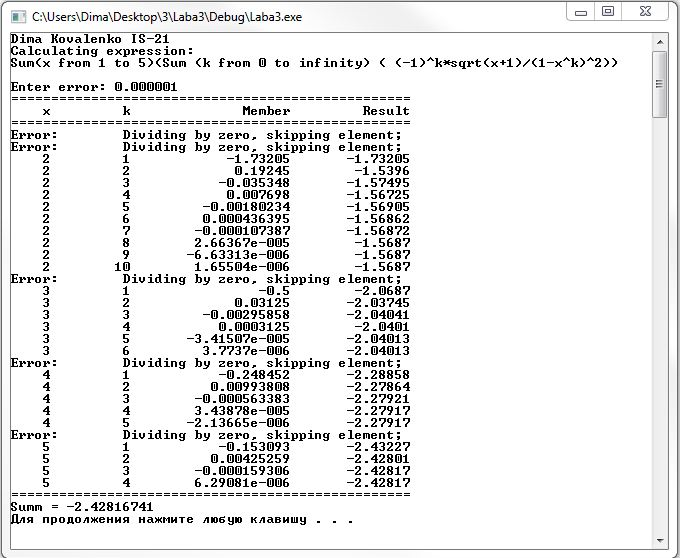 C:\Users\Dima\Desktop\3\Laba3\Debug\Laba3.exe
Dima Kovalenko IS-21
Calculating expression:
Sum(x from 1 to 5)(Sum (k from 0 to infinity) ( (-1)^k*sqrt(x+1)/(1-x^k)^2))
Enter error: 0.000001
==================================================
x k Member Result
==================================================
Error: Dividing by zero, skipping element;
Error: Dividing by zero, skipping element;
2 1 -1.73205 -1.73205
2 2 0.19245 -1.5396
2 3 -0.035348 -1.57495
2 4 0.007698 -1.56725
2 5 -0.00180234 -1.56905
2 6 0.000436395 -1.56862
2 7 -0.000107387 -1.56872
2 8 2.66367e-005 -1.5687
2 9 -6.63313e-006 -1.5687
2 10 1.65504e-006 -1.5687
Error: Dividing by zero, skipping element;
3 1 -0.5 -2.0687
3 2 0.03125 -2.03745
3 3 -0.00295858 -2.04041
3 4 0.0003125 -2.0401
3 5 -3.41507e-005 -2.04013
3 6 3.7737e-006 -2.04013
Error: Dividing by zero, skipping element;
4 1 -0.248452 -2.28858
4 2 0.00993808 -2.27864
4 3 -0.000563383 -2.27921
4 4 3.43878e-005 -2.27917
4 5 -2.13665e-006 -2.27917
Error: Dividing by zero, skipping element;
5 1 -0.153093 -2.43227
5 2 0.00425259 -2.42801
5 3 -0.000159306 -2.42817
5 4 6.29081e-006 -2.42817
==================================================
Summ = -2.42816741
Для продолжения нажмите любую клавишу . . .